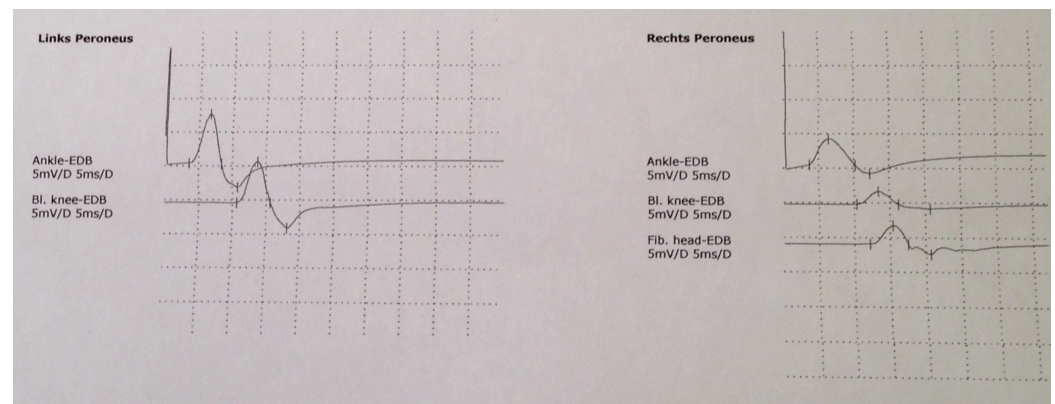 Links Peroneus
Ankle-EDB
5mV/D 5ms/D
Bl. knee-EDB
5mV/D 5ms/D
Rechts Peroneus
Ankle-EDB
5mV/D 5ms/D
Bl. knee-EDB
5mV/D 5ms/D
Fib. head-EDB
5mV/D 5ms/D